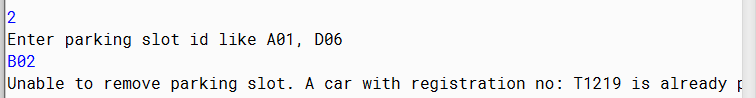 2
Enter parking slot id like A01, D06
B02
Unable to remove parking slot. A car with registration no: T1219 is already